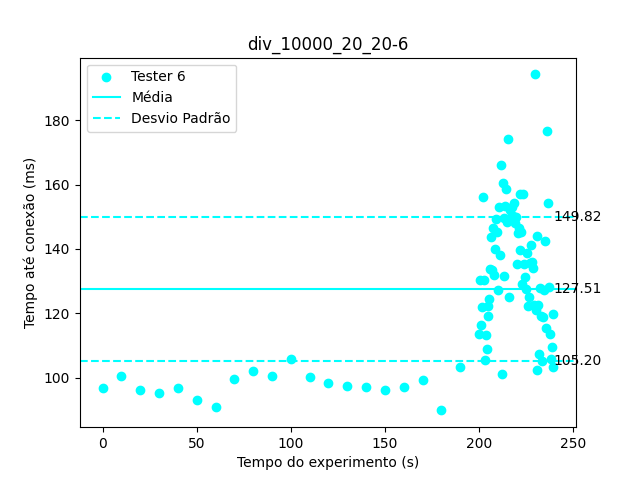 div_10000_20_20-6
Tester 6
Média
Desvio Padrão
Tempo até conexão (ms)
180
160
140
120
100
149.82
127.51
105.20
0 50 100 150 200 250
Tempo do experimento (s)